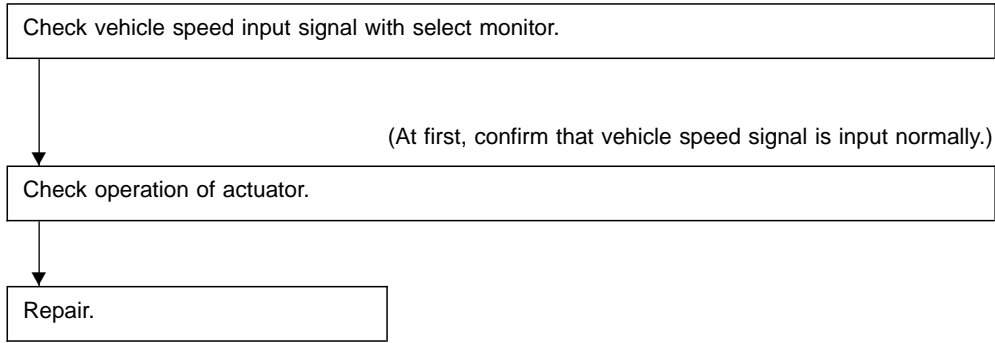 Check vehicle speed input signal with select monitor.
(At first, confirm that vehicle speed signal is input normally.)
Check operation of actuator.
Repair.